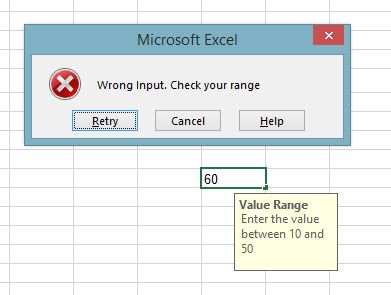 Microsoft Excel
Wrong Input. Check your range
Retry Cancel Help
60
Value Range
Enter the value
between 10 and
50